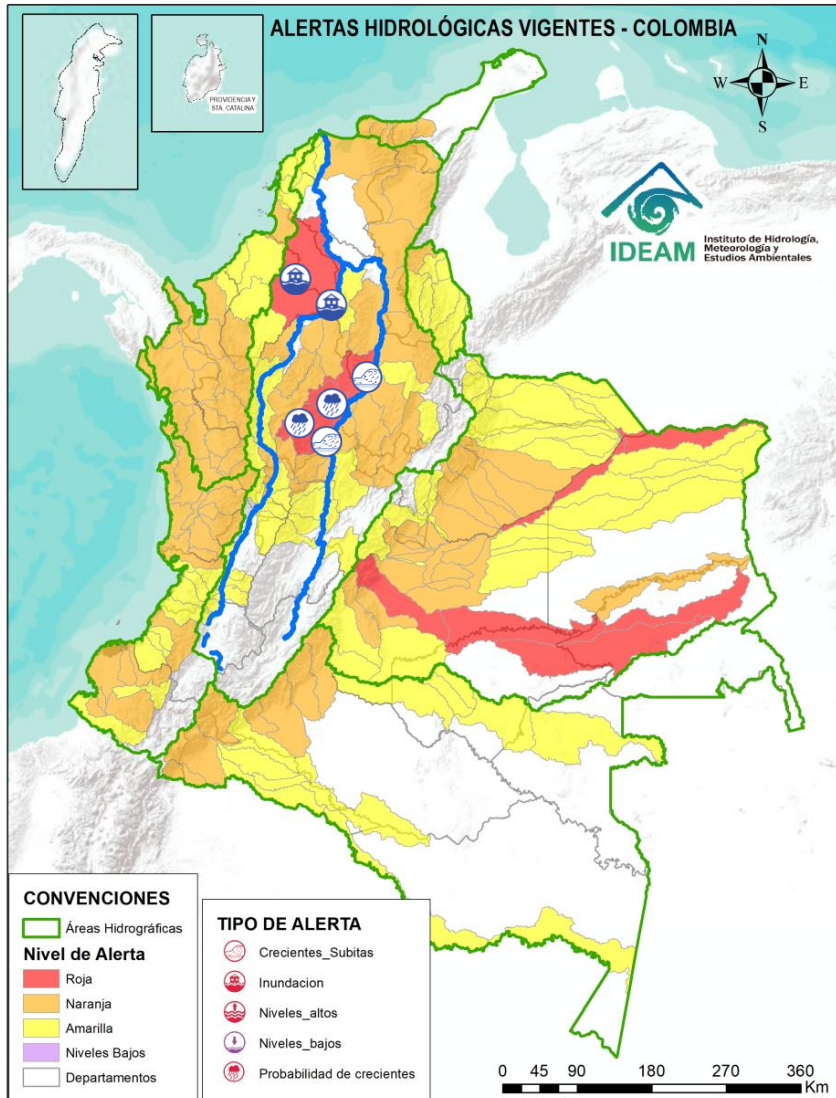 ALERTAS HIDROLÓGICAS VIGENTES - COLOMBIA
PROVIDENCIA Y
STA. CATALINA
N
W
E
S
IDEAM
Instituto de Hidrología,
Meteorología y
Estudios Ambientales
CONVENCIONES
Áreas Hidrográficas
Nivel de Alerta
Roja
Naranja
Amarilla
Niveles Bajos
Departamentos
TIPO DE ALERTA
Crecientes_Subitas
Inundacion
Niveles_altos
Niveles_bajos
Probabilidad de crecientes
0 45 90 180 270 360
Km